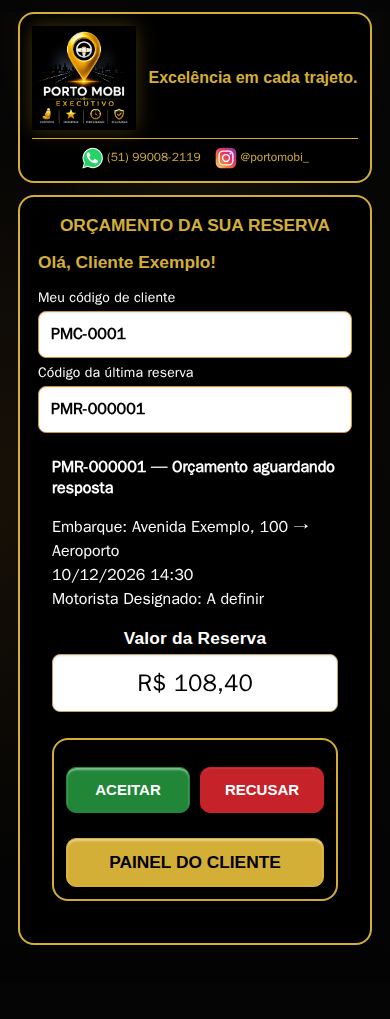 PORTO MOBI
EXECUTIVO
Excelência em cada trajeto.
(51) 99008-2119 @portomobi_
ORÇAMENTO DA SUA RESERVA
Olá, Cliente Exemplo!
Meu código de cliente
PMC-0001
Código da última reserva
PMR-000001
PMR-000001 — Orçamento aguardando
resposta
Embarque: Avenida Exemplo, 100 →
Aeroporto
10/12/2026 14:30
Motorista Designado: A definir
Valor da Reserva
R$ 108,40
ACEITAR RECUSAR
PAINEL DO CLIENTE